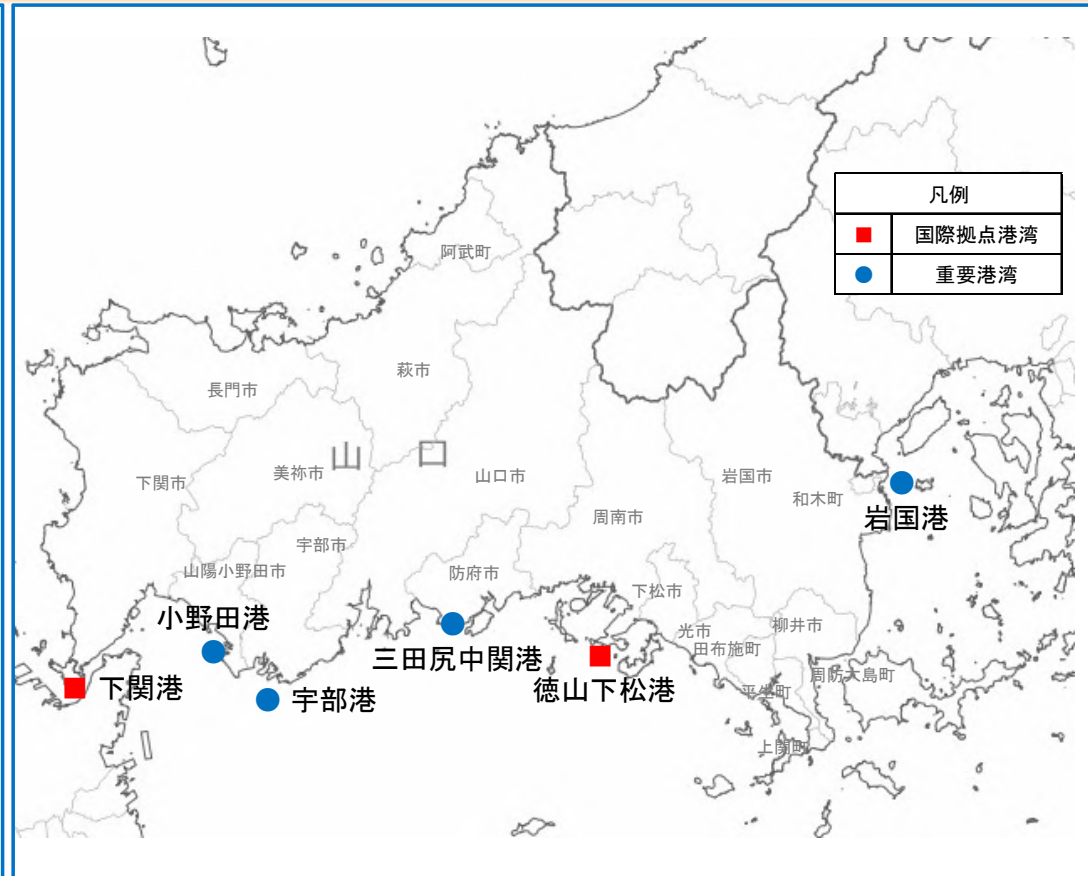 凡例
国際拠点港湾
重要港湾
阿武町
萩市
長門市
山口
美祢市
下関市
山口市
岩国市
和木町
周南市
岩国港
宇部市
山陽小野田市
防府市
下松市
小野田港
光市
柳井市
田布施町
三田尻中関港
周防大島町
下関港
宇部港
徳山下松港
平生町
上関町